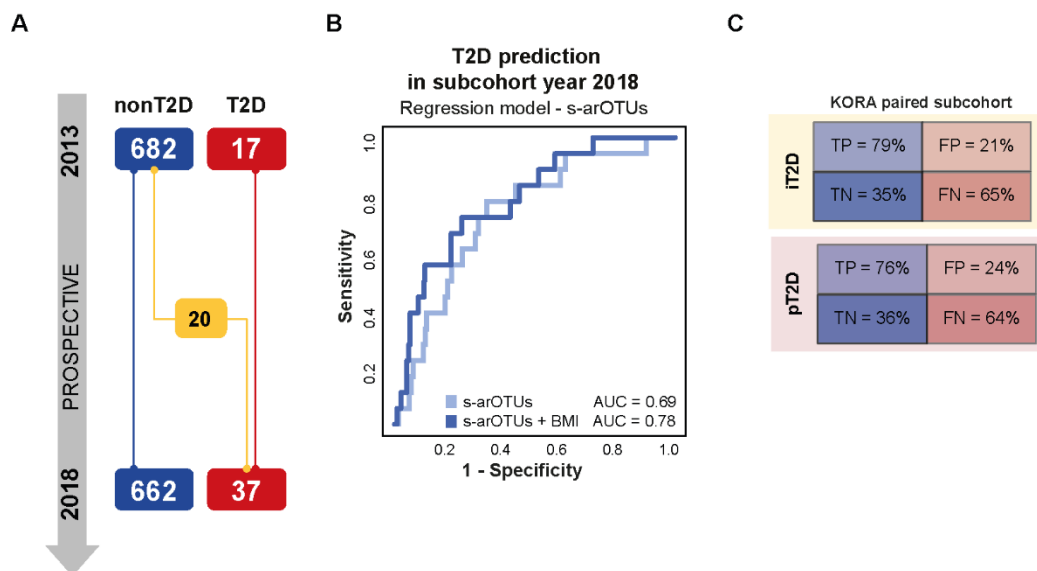 A
nonT2D T2D
2013
682 17
20
PROSPECTIVE
2018
662 37
B
T2D prediction
in subcohort year 2018
Regression model - s-arOTUs
Sensitivity
1.0
0.8
0.6
0.4
0.2
s-arOTUs AUC = 0.69
s-arOTUs + BMI AUC = 0.78
0.2 0.4 0.6 0.8 1.0
1 - Specificity
C
KORA paired subcohort
iT2D
TP = 79% FP = 21%
TN = 35% FN = 65%
pT2D
TP = 76% FP = 24%
TN = 36% FN = 64%